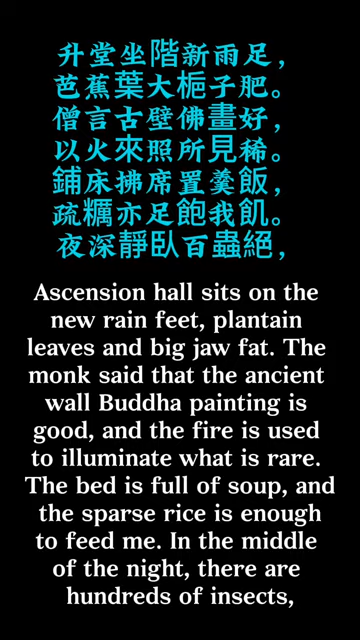 升堂坐階新雨足，
芭蕉葉大梔子肥。
僧言古壁佛畫好，
以火來照所見稀。
鋪床拂席置羹飯，
疏糲亦足飽我飢。
夜深靜臥百蟲絕，
Ascension hall sits on the
new rain feet, plantain
leaves and big jaw fat. The
monk said that the ancient
wall Buddha painting is
good, and the fire is used
to illuminate what is rare.
The bed is full of soup, and
the sparse rice is enough
to feed me. In the middle
of the night, there are
hundreds of insects,